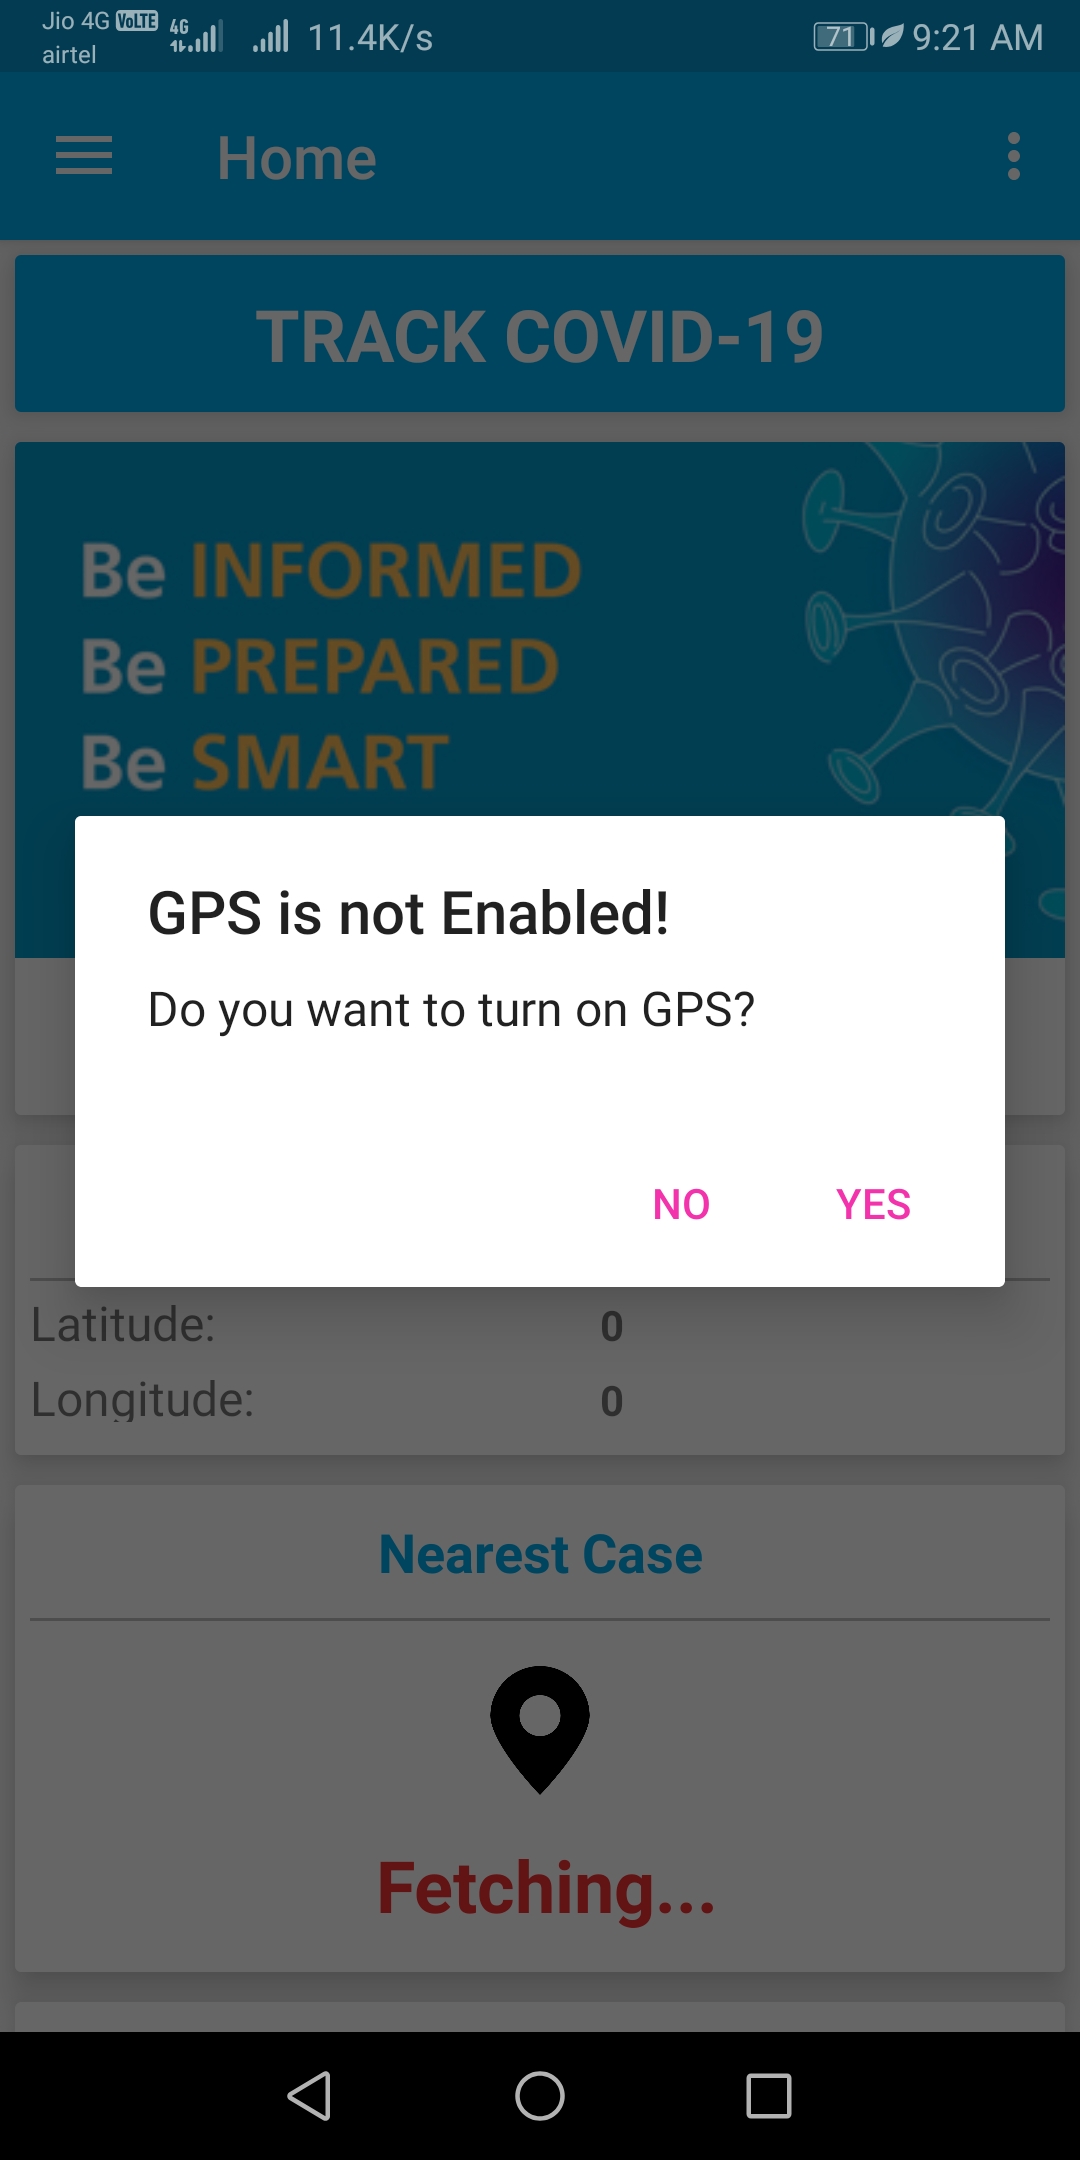 Jio 4G VoLTE
airtel
4G
11.4K/s
71
9:21 AM
Home
TRACK COVID-19
Be INFORMED
Be PREPARED
Be SMART
GPS is not Enabled!
Do you want to turn on GPS?
NO YES
Latitude: 0
Longitude: 0
Nearest Case
Fetching...